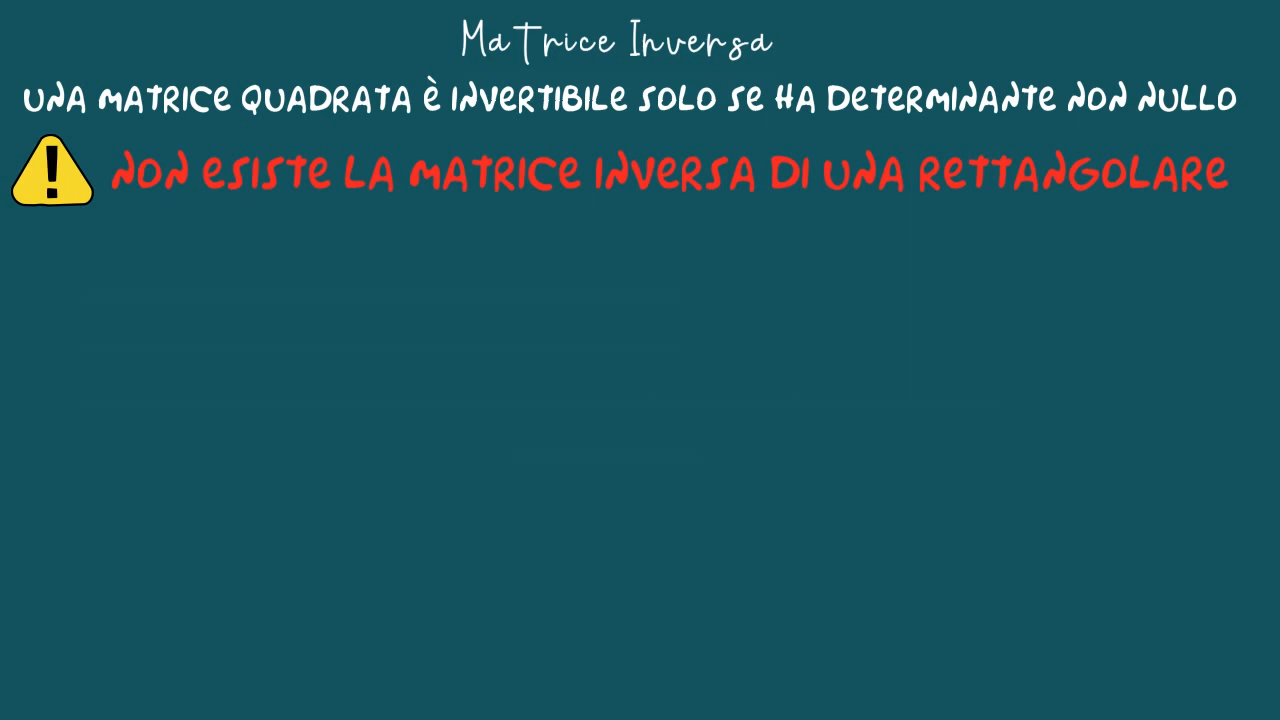 Matrice Inversa
UNA MATRICE QUADRATA È INVERTIBILE SOLO SE HA DETERMINANTE NON NULLO
! NON ESISTE LA MATRICE INVERSA DI UNA RETTANGOLARE